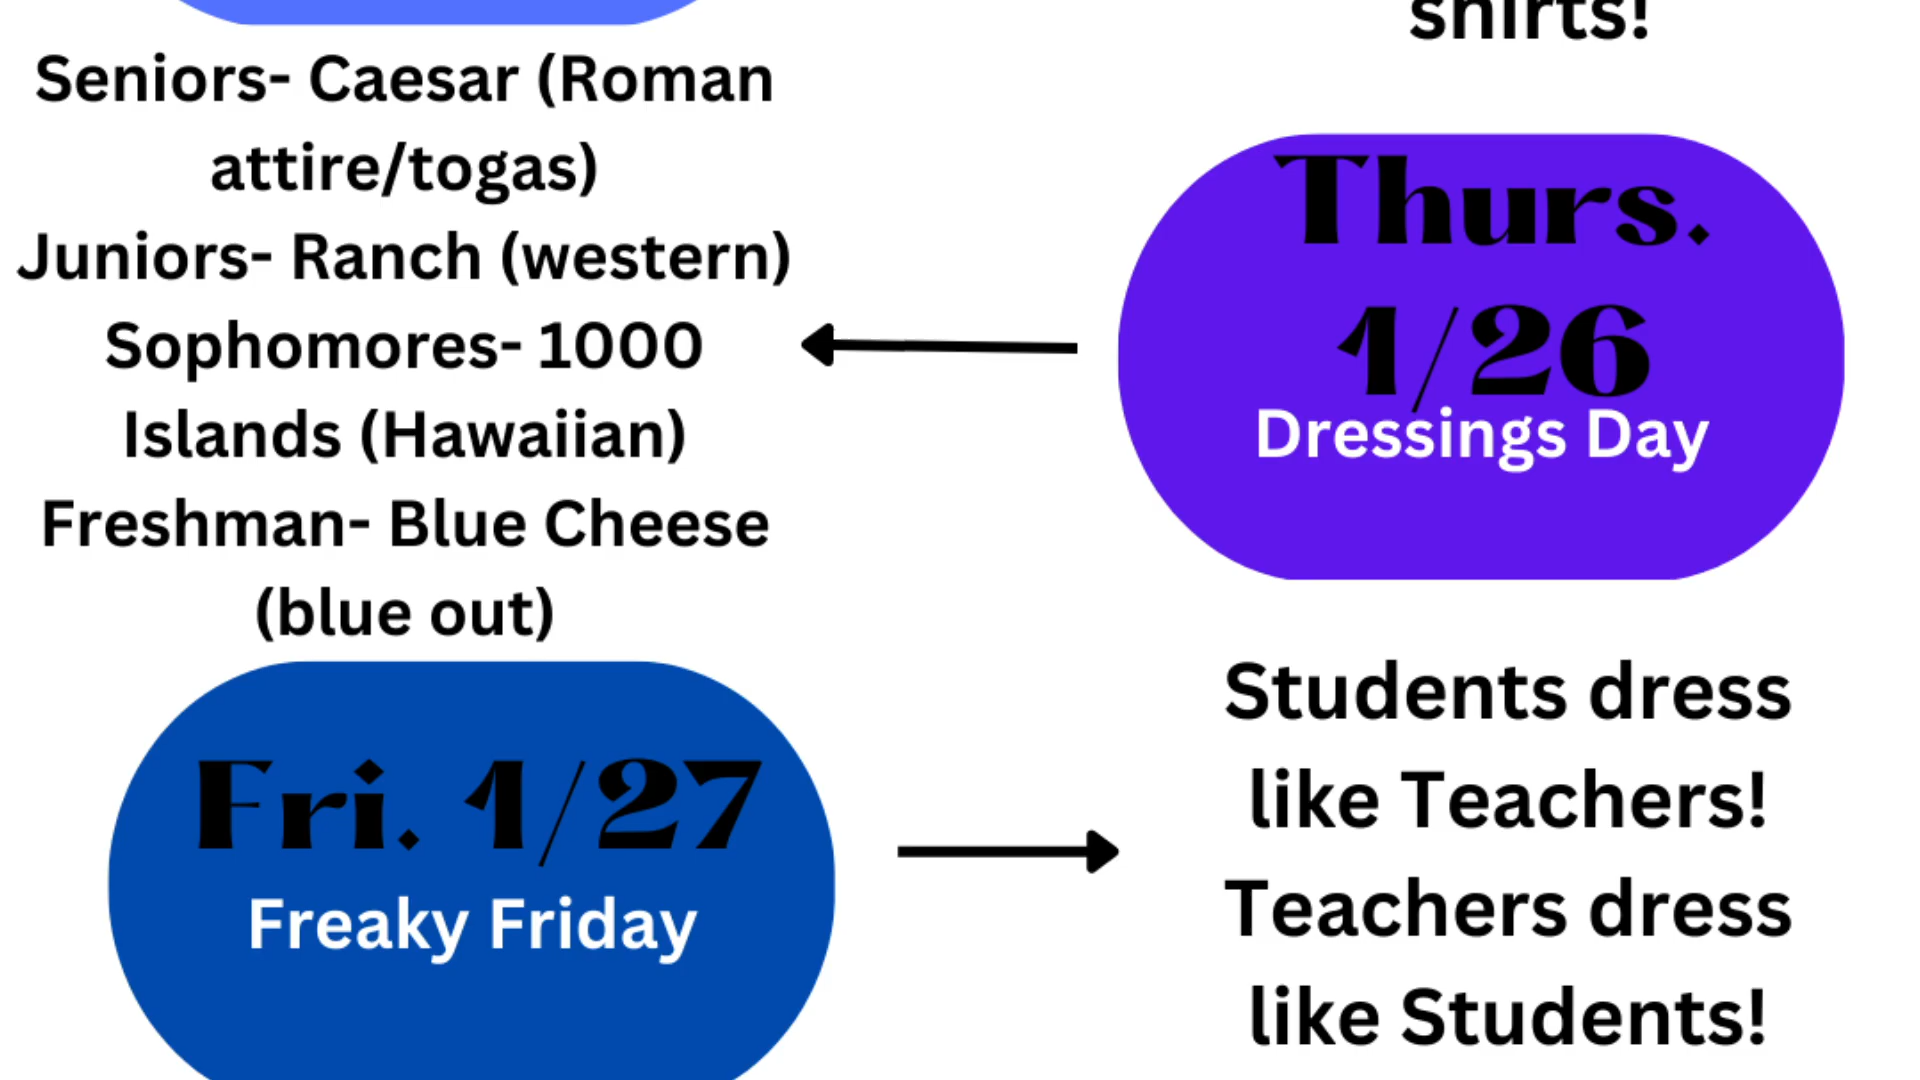 shirts!
Thurs.
1/26
Dressings Day
Seniors- Caesar (Roman
attire/togas)
Juniors- Ranch (western)
Sophomores- 1000
Islands (Hawaiian)
Freshman- Blue Cheese
(blue out)
Fri. 1/27
Freaky Friday
Students dress
like Teachers!
Teachers dress
like Students!